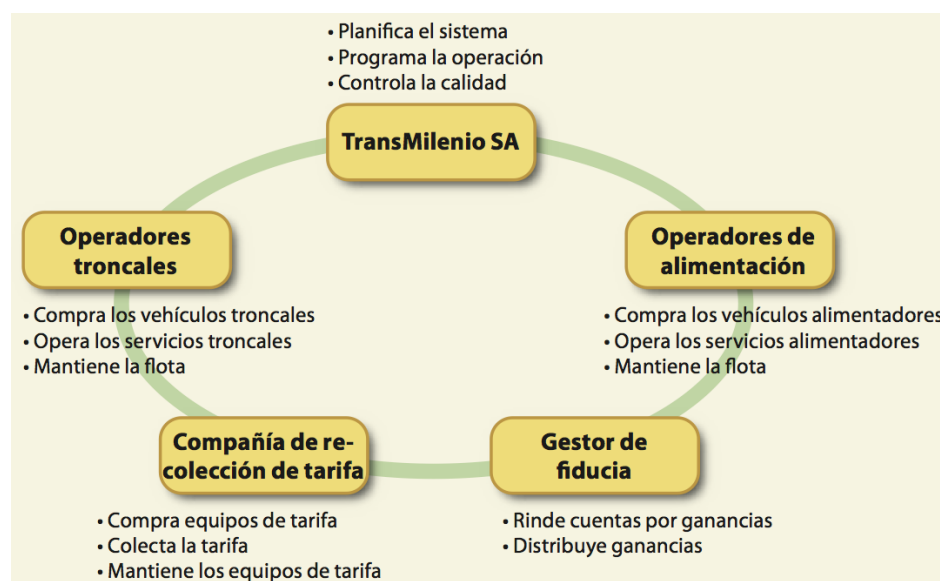 • Planifica el sistema
• Programa la operación
• Controla la calidad
TransMilenio SA
Operadores
troncales
• Compra los vehículos troncales
• Opera los servicios troncales
• Mantiene la flota
Operadores de
alimentación
• Compra los vehículos alimentadores
• Opera los servicios alimentadores
• Mantiene la flota
Compañía de re-
colección de tarifa
• Compra equipos de tarifa
• Colecta la tarifa
• Mantiene los equipos de tarifa
Gestor de
fiducia
• Rinde cuentas por ganancias
• Distribuye ganancias